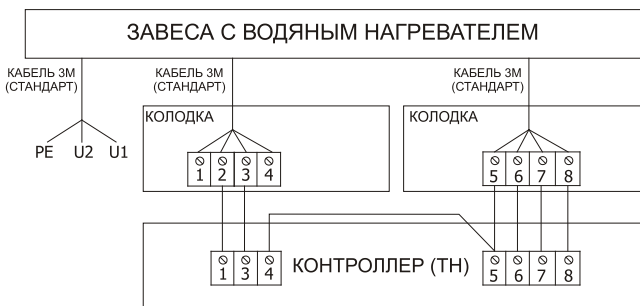 ЗАВЕСА С ВОДЯНЫМ НАГРЕВАТЕЛЕМ
КАБЕЛЬ 3М
(СТАНДАРТ)
КАБЕЛЬ 3М
(СТАНДАРТ)
КАБЕЛЬ 3М
(СТАНДАРТ)
PE U2 U1
КОЛОДКА
1 2 3 4
КОЛОДКА
5 6 7 8
1 3 4
КОНТРОЛЛЕР (ТН)
5 6 7 8